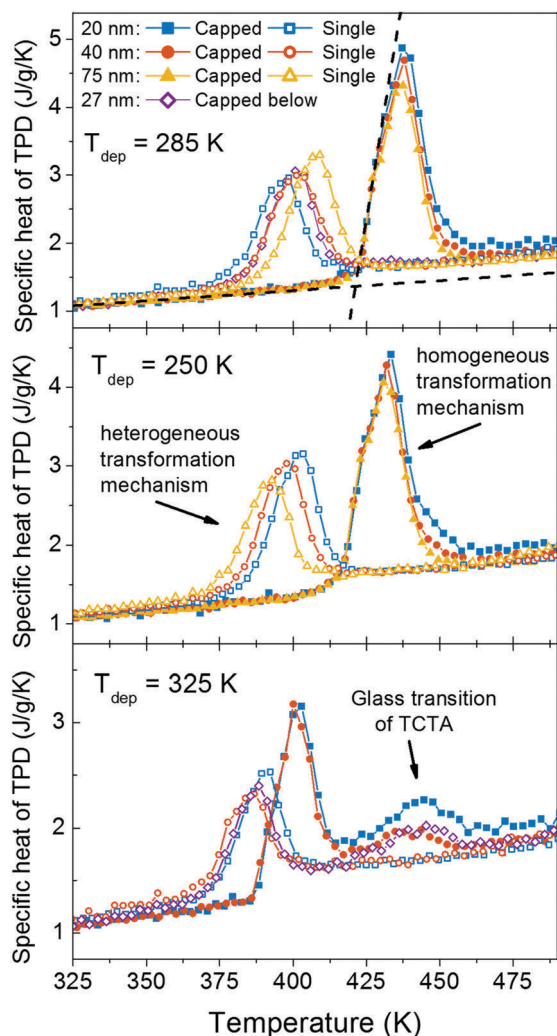 20 nm: Capped Single
40 nm: Capped Single
75 nm: Capped Single
27 nm: Capped below
T_dep = 285 K
Specific heat of TPD (J/g/K)
5
4
3
2
1
T_dep = 250 K
homogeneous
transformation
mechanism
heterogeneous
transformation
mechanism
Specific heat of TPD (J/g/K)
4
3
2
1
T_dep = 325 K
Glass transition
of TCTA
Specific heat of TPD (J/g/K)
3
2
1
325 350 375 400 425 450 475
Temperature (K)